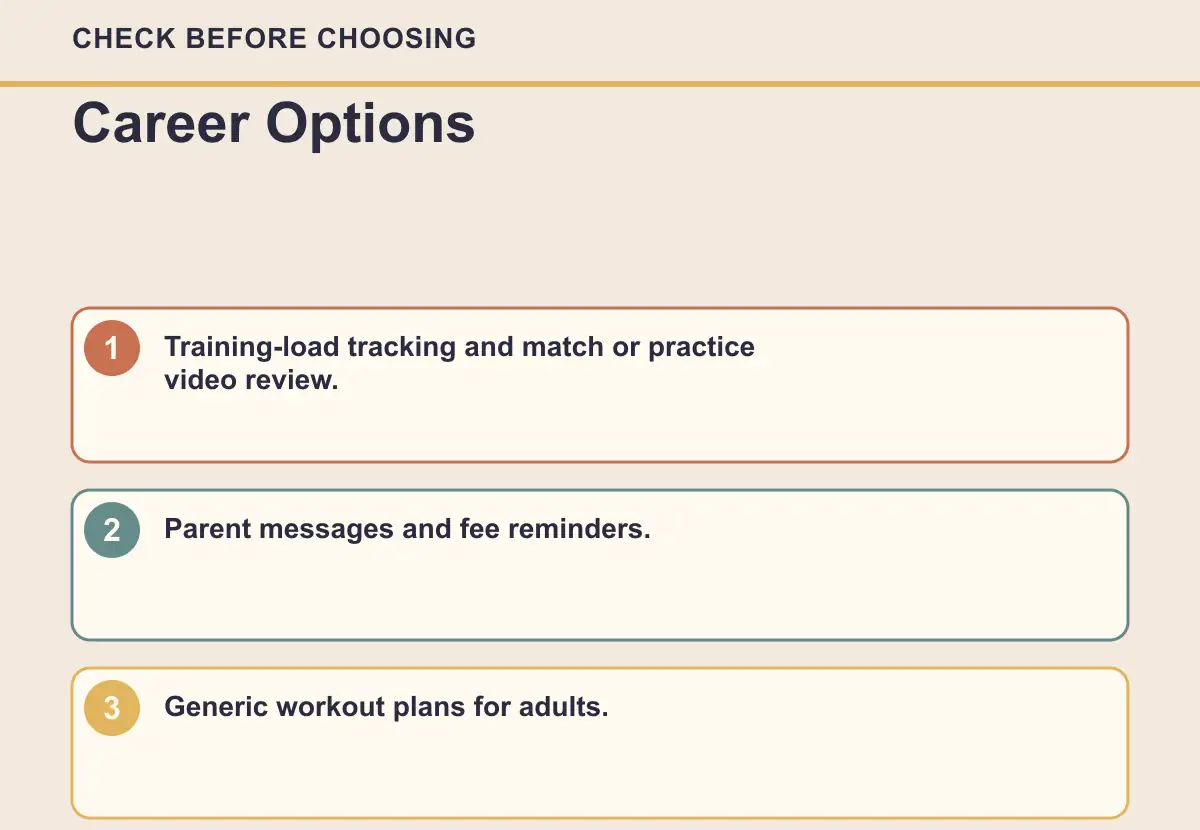 CHECK BEFORE CHOOSING
Career Options
1
Training-load tracking and match or practice
video review.
2
Parent messages and fee reminders.
3
Generic workout plans for adults.